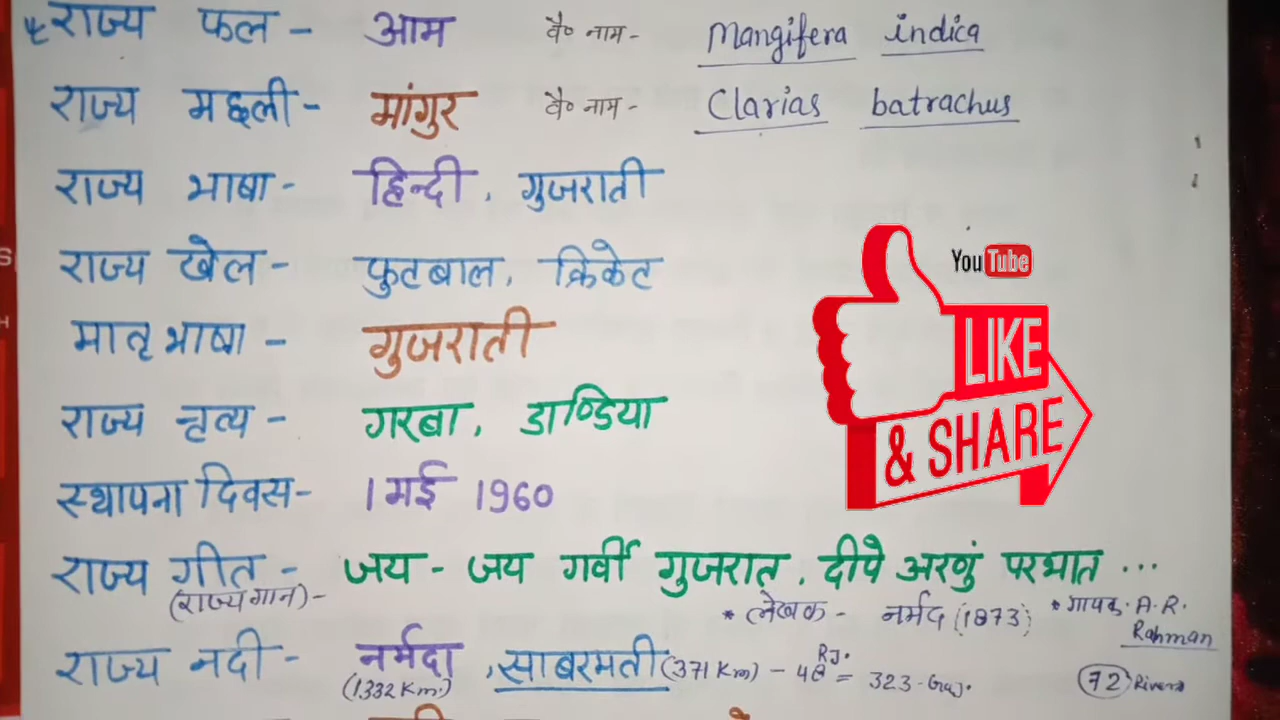 राज्य फल - आम वै० नाम - Mangifera indica
राज्य मछली - मांगुर वै० नाम - Clarias batrachus
राज्य भाषा - हिन्दी, गुजराती
राज्य खेल - फुटबाल, क्रिकेट
मातृभाषा - गुजराती
राज्य नृत्य - गरबा, डाण्डिया
स्थापना दिवस - 1 मई 1960
राज्य गीत - जय - जय गर्वी गुजरात, दीपे अरणुं परभात ...
(राज्य गान) - * लेखक - नर्मद (1873) * गायक. A.R. Rahman
राज्य नदी - नर्मदा, साबरमती (371 Km) - 48 RJ. = 323 - Guj. 72 Rivers
(1332 Km.)
YouTube
LIKE
& SHARE